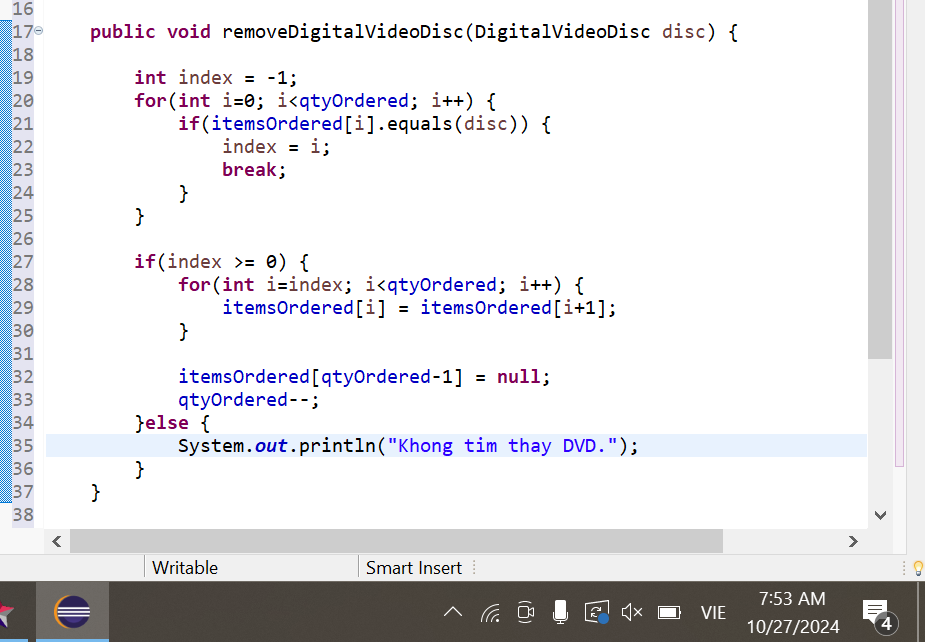 16
17 public void removeDigitalVideoDisc(DigitalVideoDisc disc) {
18
19 int index = -1;
20 for(int i=0; i<qtyOrdered; i++) {
21 if(itemsOrdered[i].equals(disc)) {
22 index = i;
23 break;
24 }
25 }
26
27 if(index >= 0) {
28 for(int i=index; i<qtyOrdered; i++) {
29 itemsOrdered[i] = itemsOrdered[i+1];
30 }
31
32 itemsOrdered[qtyOrdered-1] = null;
33 qtyOrdered--;
34 }else {
35 System.out.println("Khong tim thay DVD.");
36 }
37 }
38
Writable Smart Insert
VIE 7:53 AM
10/27/2024 4